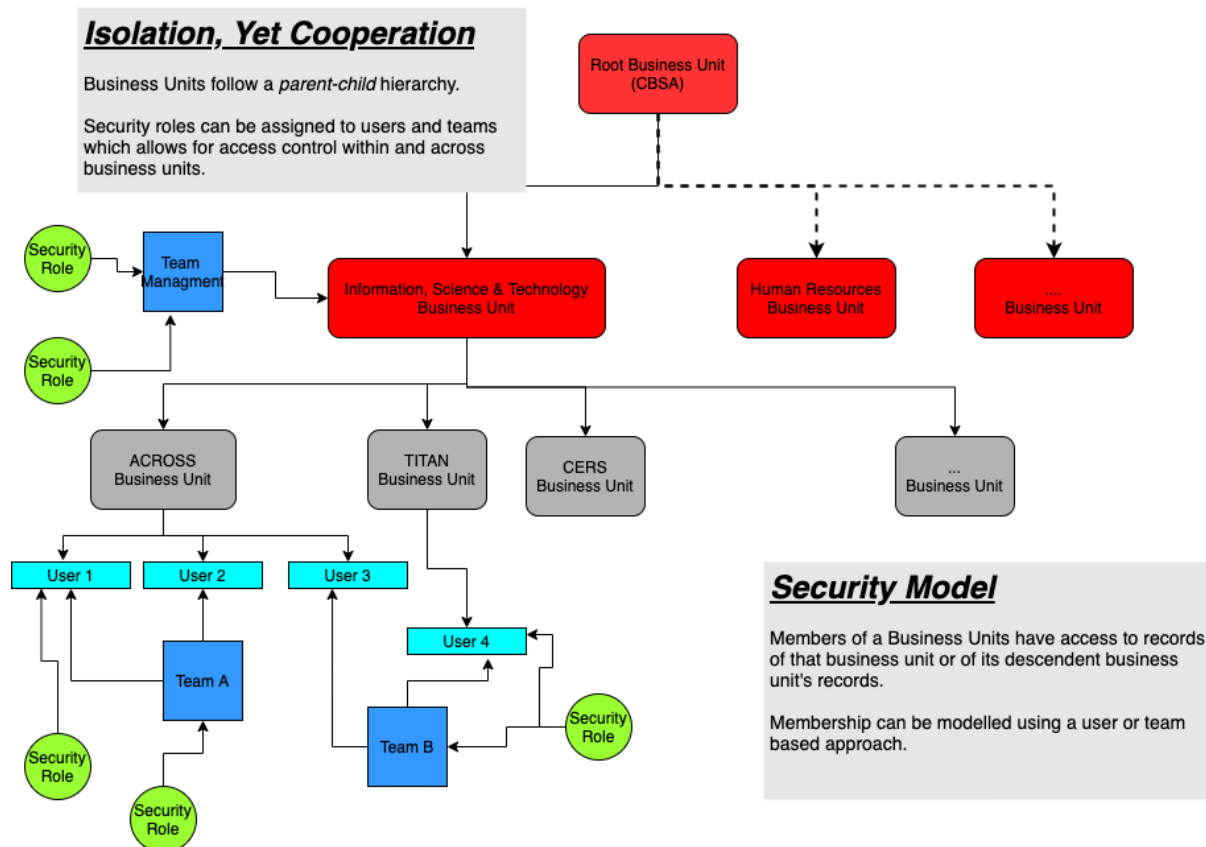 Isolation, Yet Cooperation
Business Units follow a parent-child hierarchy.
Security roles can be assigned to users and teams
which allows for access control within and across
business units.
Root Business Unit
(CBSA)
Security
Role
Team
Managment
Information, Science & Technology
Business Unit
Human Resources
Business Unit
....
Business Unit
Security
Role
ACROSS
Business Unit
TITAN
Business Unit
CERS
Business Unit
...
Business Unit
User 1
User 2
User 3
User 4
Team A
Team B
Security
Role
Security
Role
Security
Role
Security Model
Members of a Business Units have access to records
of that business unit or of its descendent business
unit's records.
Membership can be modelled using a user or team
based approach.